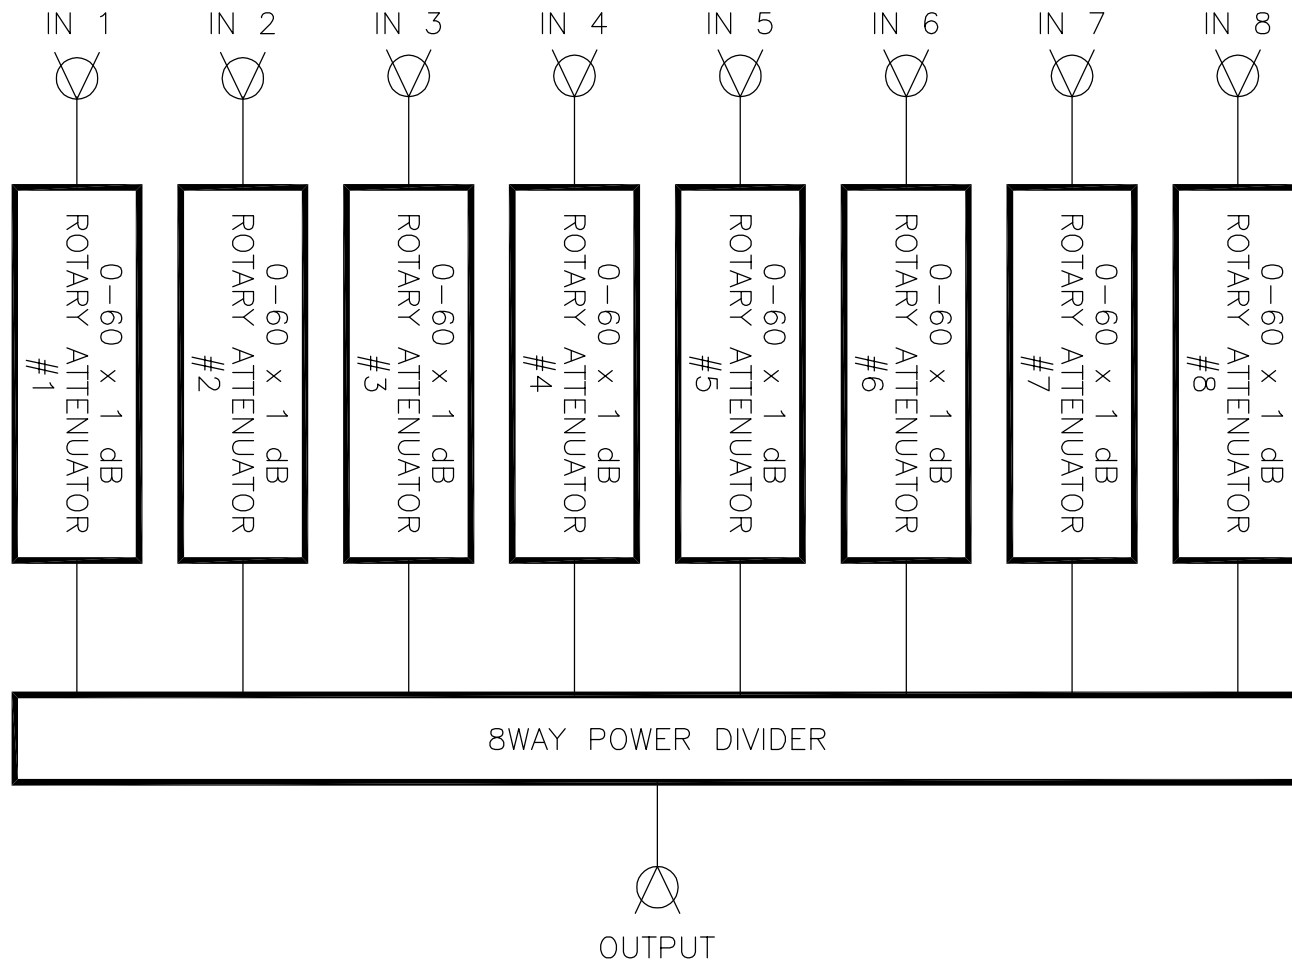 IN 1
IN 2
IN 3
IN 4
IN 5
IN 6
IN 7
IN 8
0-60 x 1 dB
ROTARY ATTENUATOR
#1
0-60 x 1 dB
ROTARY ATTENUATOR
#2
0-60 x 1 dB
ROTARY ATTENUATOR
#3
0-60 x 1 dB
ROTARY ATTENUATOR
#4
0-60 x 1 dB
ROTARY ATTENUATOR
#5
0-60 x 1 dB
ROTARY ATTENUATOR
#6
0-60 x 1 dB
ROTARY ATTENUATOR
#7
0-60 x 1 dB
ROTARY ATTENUATOR
#8
8WAY POWER DIVIDER
OUTPUT